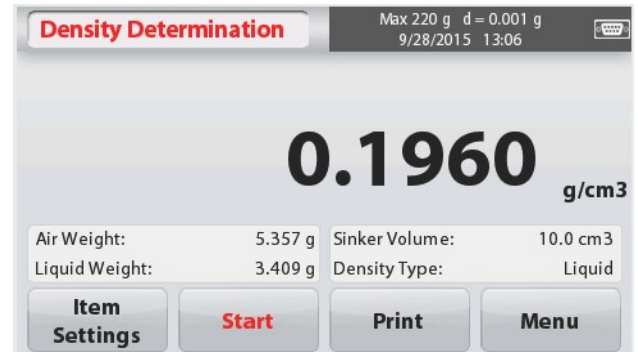 Density Determination
Max 220 g d = 0.001 g
9/28/2015 13:06
0.1960 g/cm3
Air Weight: 5.357 g
Liquid Weight: 3.409 g
Sinker Volume: 10.0 cm3
Density Type: Liquid
Item
Settings
Start
Print
Menu